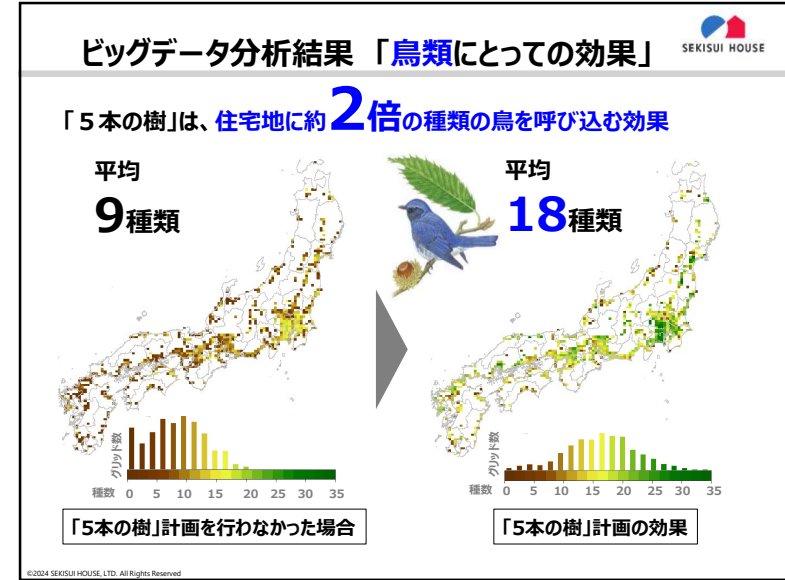 ビッグデータ分析結果 「鳥類にとっての効果」
SEKISUI HOUSE
「５本の樹」は、住宅地に約2倍の種類の鳥を呼び込む効果
平均
9種類
平均
18種類
グリッド数
種数 0 5 10 15 20 25 30 35
「5本の樹」計画を行わなかった場合
グリッド数
種数 0 5 10 15 20 25 30 35
「5本の樹」計画の効果
©2024 SEKISUI HOUSE, LTD. All Rights Reserved